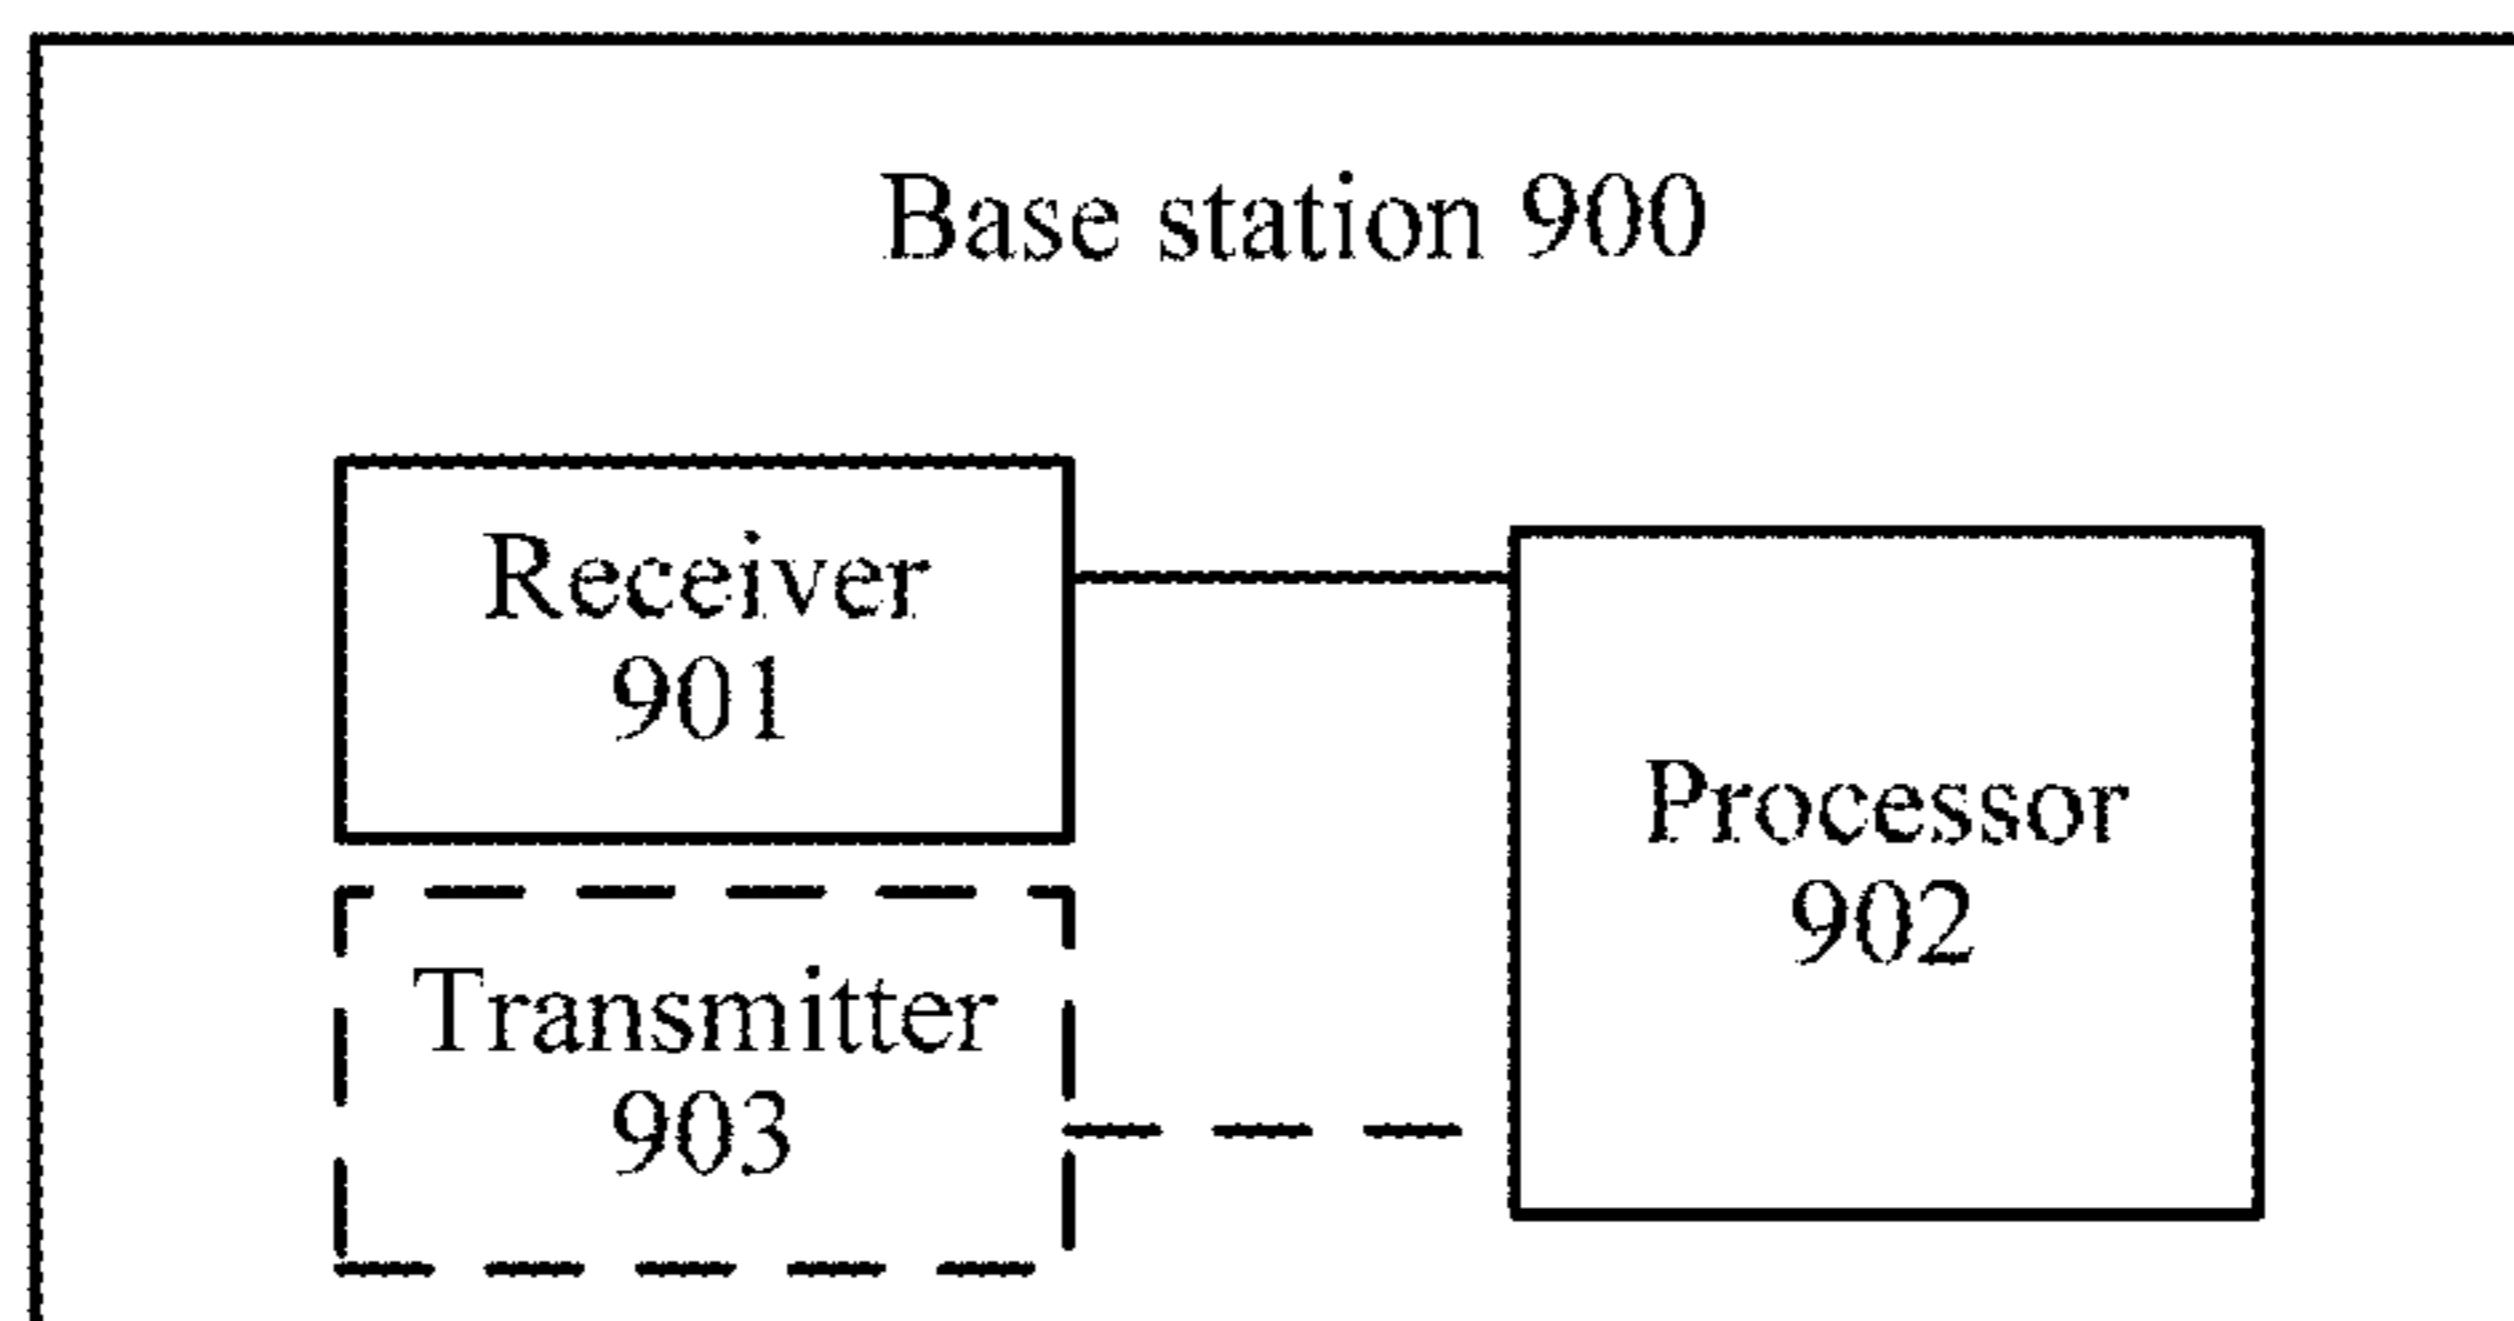 Base station 900
Receiver
901
Processor
902
Transmitter
903